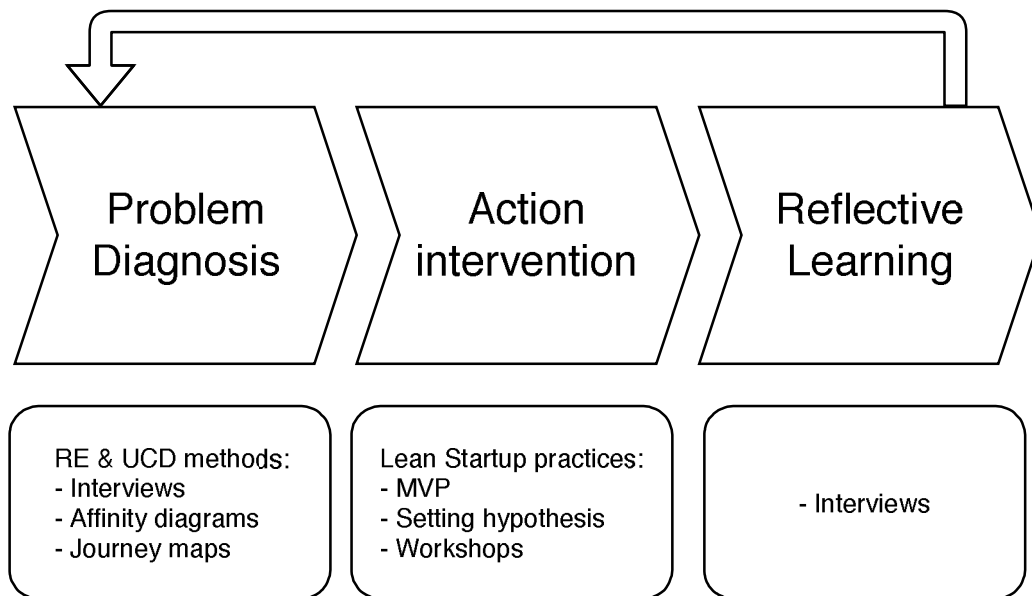 Problem
Diagnosis
Action
intervention
Reflective
Learning
RE & UCD methods:
- Interviews
- Affinity diagrams
- Journey maps
Lean Startup practices:
- MVP
- Setting hypothesis
- Workshops
- Interviews